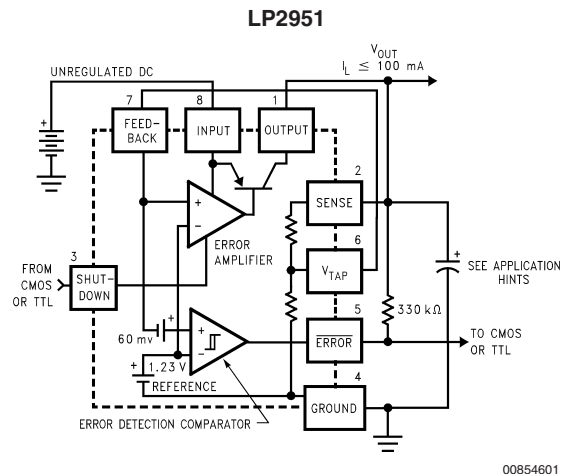 LP2951
UNREGULATED DC
V_OUT
I_L ≤ 100 mA
7
8
1
FEED-
BACK
INPUT
OUTPUT
+
2
SENSE
+
−
ERROR
AMPLIFIER
6
V_TAP
+
SEE APPLICATION
HINTS
FROM
CMOS
OR TTL
3
SHUT-
DOWN
330 kΩ
5
ERROR
TO CMOS
OR TTL
60 mv
+
+
−
+
1.23 V
REFERENCE
4
GROUND
ERROR DETECTION COMPARATOR
00854601